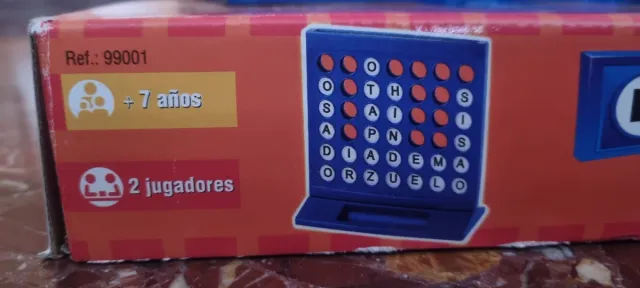 Ref.: 99001
+ 7 años
2 jugadores
O
O T H I S
S A I I
A P N S
A D I A D E M A
D O R Z U E L O